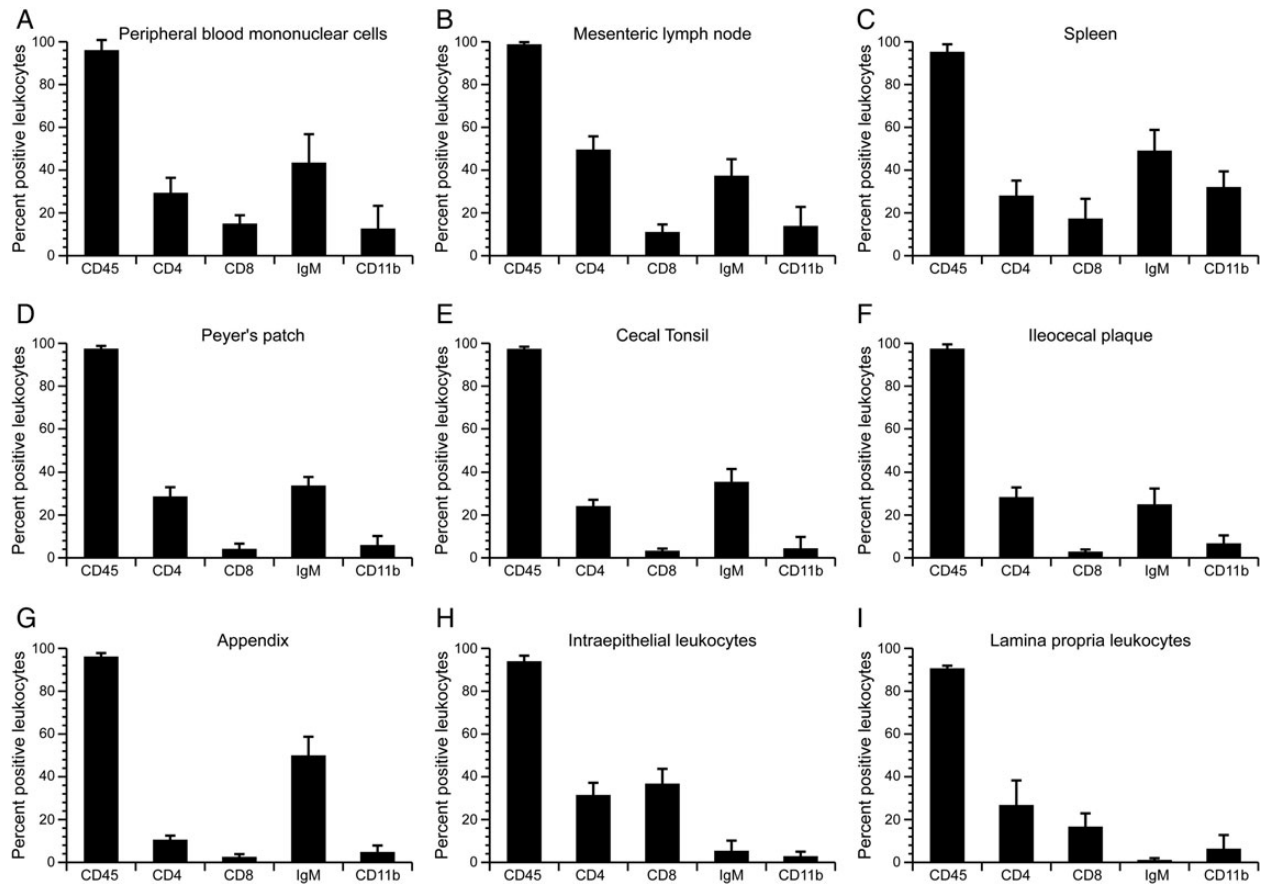 A
Peripheral blood mononuclear cells
Percent positive leukocytes
100
80
60
40
20
0
CD45 CD4 CD8 IgM CD11b
B
Mesenteric lymph node
Percent positive leukocytes
100
80
60
40
20
0
CD45 CD4 CD8 IgM CD11b
C
Spleen
Percent positive leukocytes
100
80
60
40
20
0
CD45 CD4 CD8 IgM CD11b
D
Peyer's patch
Percent positive leukocytes
100
80
60
40
20
0
CD45 CD4 CD8 IgM CD11b
E
Cecal Tonsil
Percent positive leukocytes
100
80
60
40
20
0
CD45 CD4 CD8 IgM CD11b
F
Ileocecal plaque
Percent positive leukocytes
100
80
60
40
20
0
CD45 CD4 CD8 IgM CD11b
G
Appendix
Percent positive leukocytes
100
80
60
40
20
0
CD45 CD4 CD8 IgM CD11b
H
Intraepithelial leukocytes
Percent positive leukocytes
100
80
60
40
20
0
CD45 CD4 CD8 IgM CD11b
I
Lamina propria leukocytes
Percent positive leukocytes
100
80
60
40
20
0
CD45 CD4 CD8 IgM CD11b